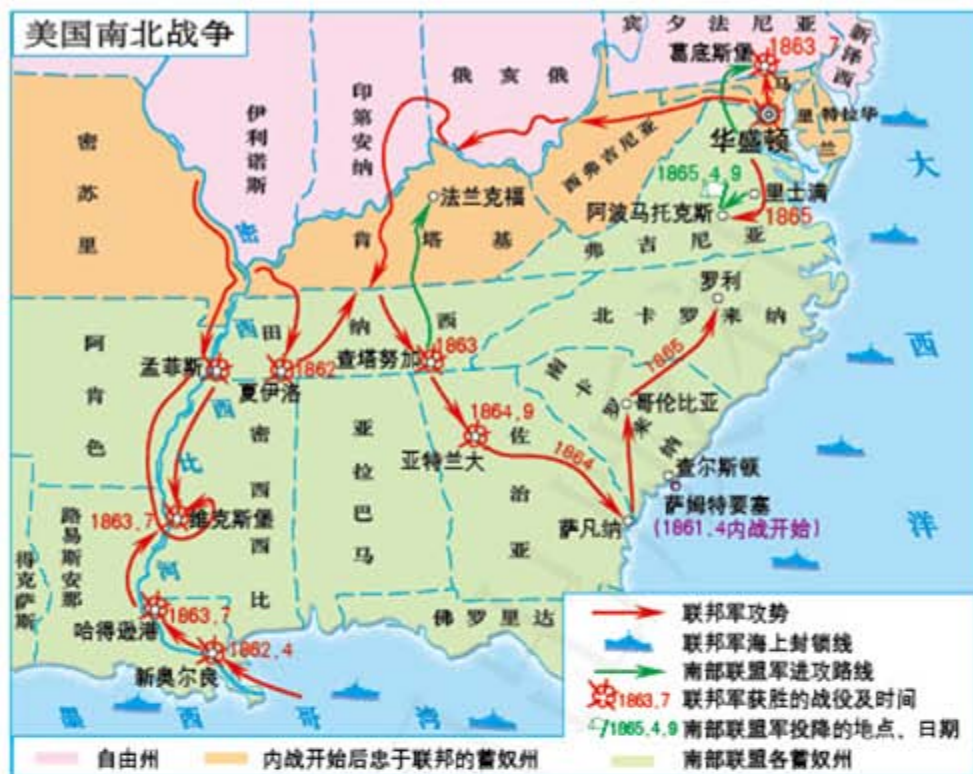 美国南北战争
宾夕法尼亚
新泽西
葛底斯堡
1863.7
马里兰
特拉华
华盛顿
俄亥俄
印第安纳
伊利诺斯
密苏里
西弗吉尼亚
1865.4.9
里士满
阿波马托克斯
1865
法兰克福
肯塔基
弗吉尼亚
密西西比河
罗利
北卡罗来纳
田纳西
阿肯色
孟菲斯
1862
夏伊洛
查塔努加
1863
1865
南卡罗来纳
哥伦比亚
1864.9
亚特兰大
1864
佐治亚
亚拉巴马
密西西比
查尔斯顿
萨姆特要塞
(1861.4内战开始)
萨凡纳
1863.7
维克斯堡
路易斯安那
得克萨斯
1863.7
哈得逊港
1862.4
新奥尔良
佛罗里达
墨西哥湾
大西洋
联邦军攻势
联邦军海上封锁线
南部联盟军进攻路线
1863.7 联邦军获胜的战役及时间
1865.4.9 南部联盟军投降的地点、日期
自由州
内战开始后忠于联邦的蓄奴州
南部联盟各蓄奴州